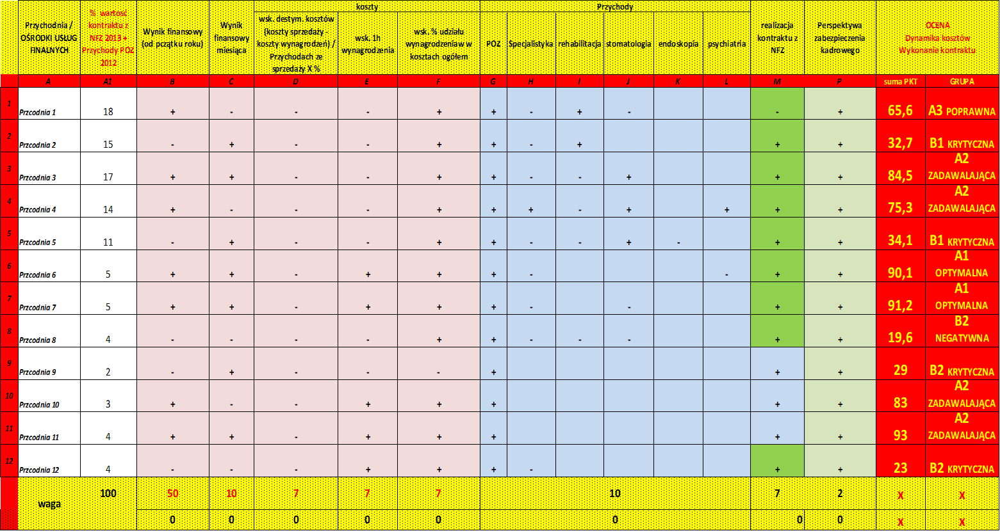 koszty
Przychody
Przychodnia /
OŚRODKI USŁUG
FINALNYCH
% wartosć
kontraktu z
NFZ 2013 +
Przychody POZ
2012
Wynik finansowy
(od pcztątku roku)
Wynik
finansowy
miesiąca
wsk. destym. kosztów
(koszty sprzedaży -
koszty wynagrodzeń) /
Przychodach ze
sprzedaży X %
wsk. 1h
wynagrodzenia
wsk. % udziału
wynagrodzeniaw w
kosztach ogółem
POZ
Specjalistyka
rehabilitacja
stomatologia
endoskopia
psychiatria
realizacja
kontraktu z
NFZ
Perspektywa
zabezpieczenia
kadrowego
OCENA
Dynamika kosztów
Wykonanie kontraktu
A A1 B C D E F G H I J K L M P suma PKT GRUPA
1 Przcodnia 1 18 + - - - + + - + - - + 65,6 A3 POPRAWNA
2 Przcodnia 2 15 - + - - + + - + + + 32,7 B1 KRYTYCZNA
3 Przcodnia 3 17 + + - - + + - - + + + 84,5 A2 ZADAWALAJĄCA
4 Przcodnia 4 14 + - - - + + + - + + + + 75,3 A2 ZADAWALAJĄCA
5 Przcodnia 5 11 - + - - + + - - + - + + 34,1 B1 KRYTYCZNA
6 Przcodnia 6 5 + + - + + + - - + + 90,1 A1 OPTYMALNA
7 Przcodnia 7 5 + + - + + + - - + + 91,2 A1 OPTYMALNA
8 Przcodnia 8 4 - - - - + + - - - + + 19,6 B2 NEGATYWNA
9 Przcodnia 9 2 - + - - - + + + 29 B2 KRYTYCZNA
10 Przcodnia 10 3 + - - + + + + + 83 A2 ZADAWALAJĄCA
11 Przcodnia 11 4 + + - + + + + + 93 A2 ZADAWALAJĄCA
12 Przcodnia 12 4 - - - + + + - + + 23 B2 KRYTYCZNA
waga 100 50 10 7 7 7 10 7 2 X X
0 0 0 0 0 0 0 0 X X